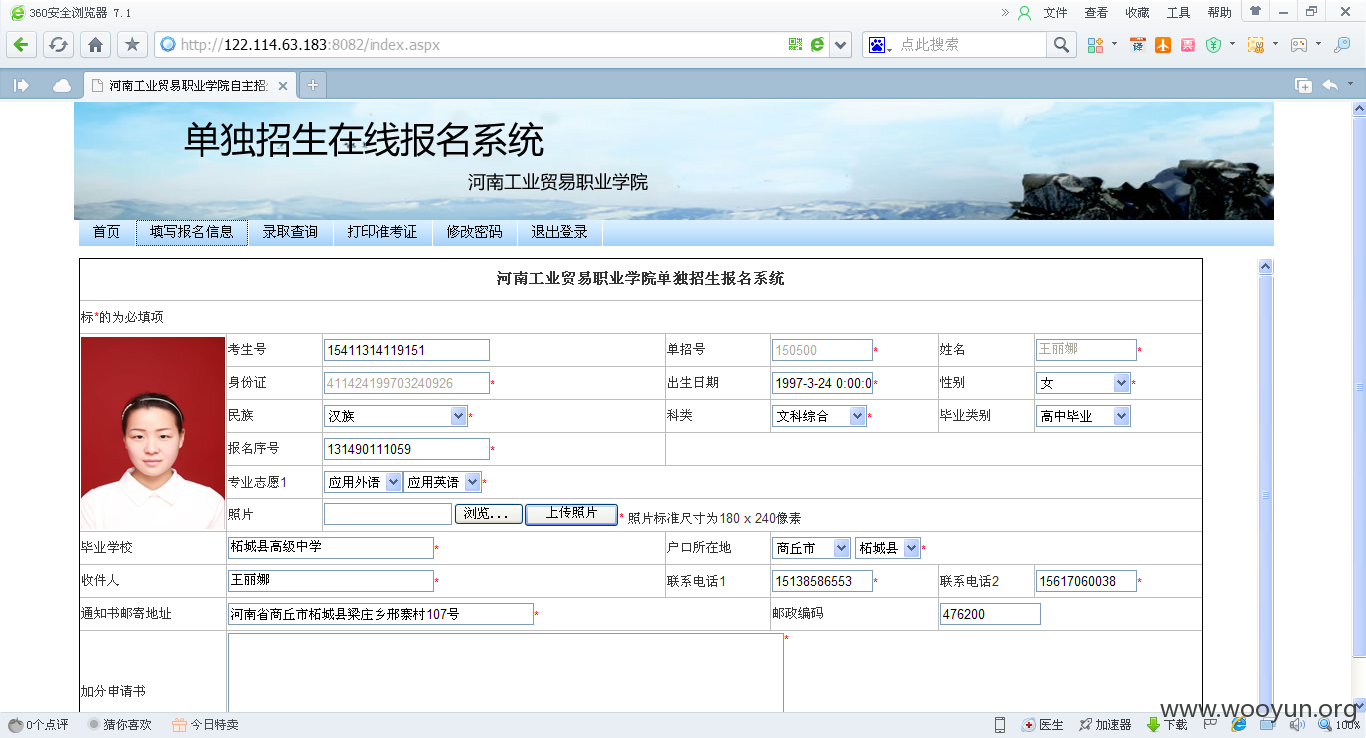 360安全浏览器 7.1 » 文件 查看 收藏 工具 帮助
http://122.114.63.183:8082/index.aspx 点此搜索 译 票
河南工业贸易职业学院自主招
单独招生在线报名系统
河南工业贸易职业学院
首页 填写报名信息 录取查询 打印准考证 修改密码 退出登录
河南工业贸易职业学院单独招生报名系统
标*的为必填项
考生号 15411314119151 单招号 150500 * 姓名 王丽娜 *
身份证 411424199703240926 * 出生日期 1997-3-24 0:00:0 * 性别 女 *
民族 汉族 * 科类 文科综合 * 毕业类别 高中毕业
报名序号 131490111059 *
专业志愿1 应用外语 应用英语 *
照片 浏览... 上传照片 * 照片标准尺寸为180 x 240像素
毕业学校 柘城县高级中学 * 户口所在地 商丘市 柘城县 *
收件人 王丽娜 * 联系电话1 15138586553 * 联系电话2 15617060038 *
通知书邮寄地址 河南省商丘市柘城县梁庄乡邢寨村107号 * 邮政编码 476200
加分申请书 *
www.wooyun.org
0个点评 猜你喜欢 今日特卖 医生 加速器 下载 100%